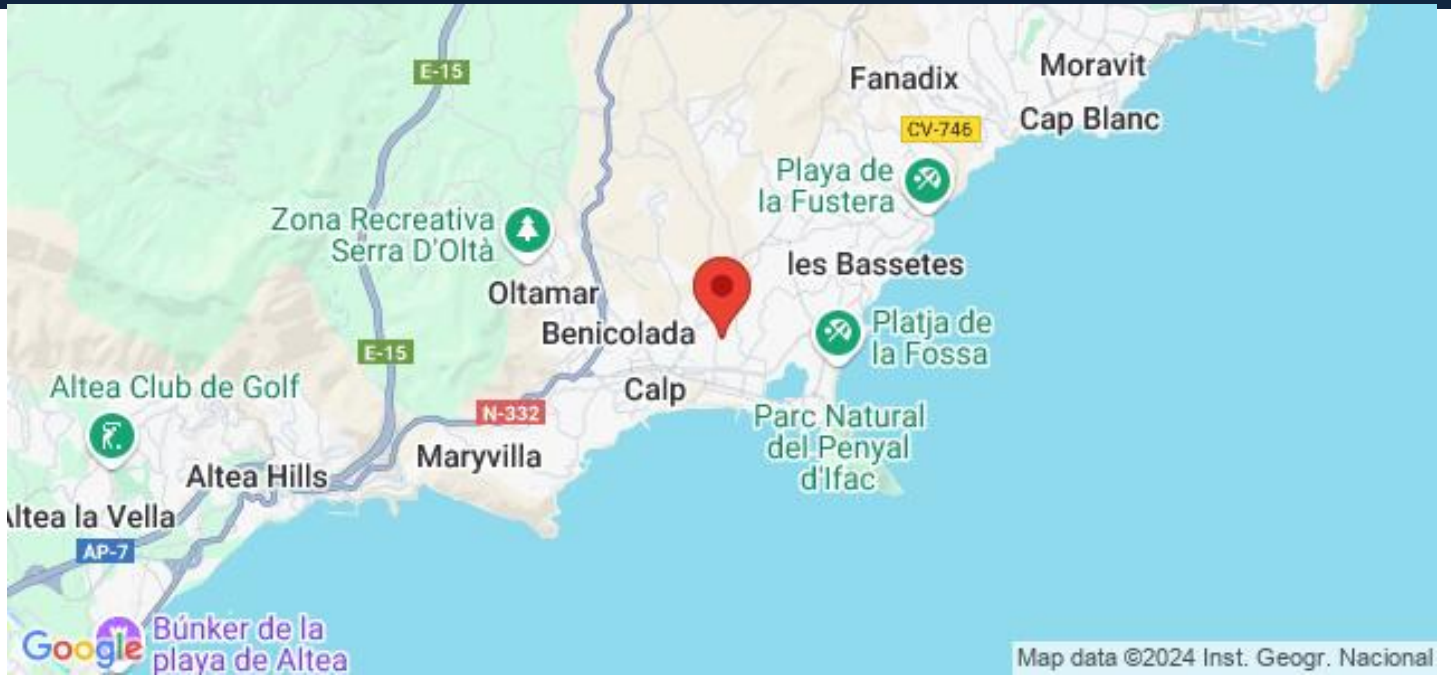 E-15
Fanadix
Moravit
Cap Blanc
CV-746
Playa de
la Fustera
Zona Recreativa
Serra D'Oltà
les Bassetes
Oltamar
Benicolada
Platja de
la Fossa
E-15
Altea Club de Golf
Calp
N-332
Parc Natural
del Penyal
d'Ifac
Maryvilla
Altea Hills
Altea la Vella
AP-7
Búnker de la
playa de Altea
Google
Map data ©2024 Inst. Geogr. Nacional